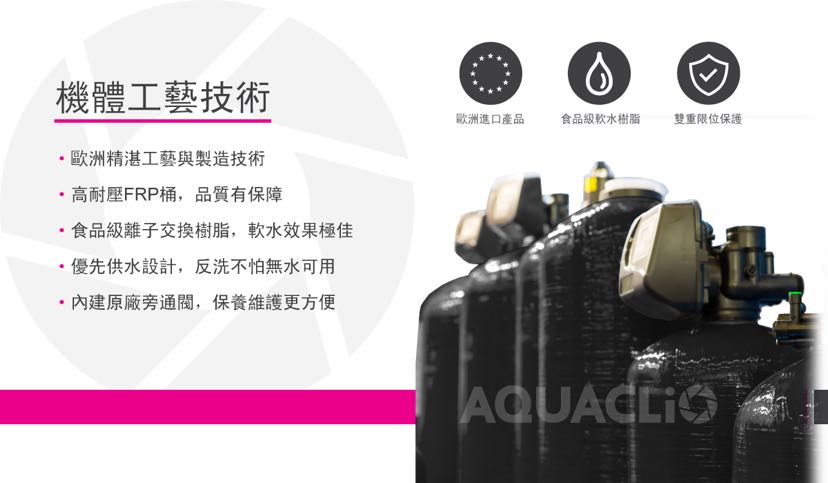 機體工藝技術
• 歐洲精湛工藝與製造技術
• 高耐壓FRP桶，品質有保障
• 食品級離子交換樹脂，軟水效果極佳
• 優先供水設計，反洗不怕無水可用
• 內建原廠旁通閥，保養維護更方便
歐洲進口產品
食品級軟水樹脂
雙重限位保護
AQUACLiO